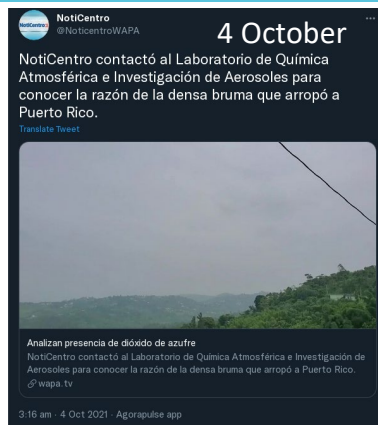 NotiCentro
@NoticentroWAPA
4 October
NotiCentro contactó al Laboratorio de Química
Atmosférica e Investigación de Aerosoles para
conocer la razón de la densa bruma que arropó a
Puerto Rico.
Translate Tweet
Analizan presencia de dióxido de azufre
NotiCentro contactó al Laboratorio de Química Atmosférica e Investigación de
Aerosoles para conocer la razón de la densa bruma que arropó a Puerto Rico.
wapa.tv
3:16 am · 4 Oct 2021 · Agorapulse app